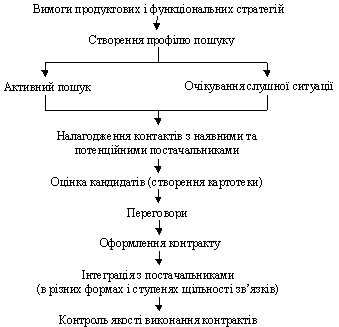 Вимоги продуктових і функціональних стратегій
Створення профілю пошуку
Активний пошук
Очікування слушної ситуації
Налагодження контактів з наявними та
потенційними постачальниками
Оцінка кандидатів (створення картотеки)
Переговори
Оформлення контракту
Інтеграція з постачальниками
(в різних формах і ступенях щільності зв’язків)
Контроль якості виконання контрактів